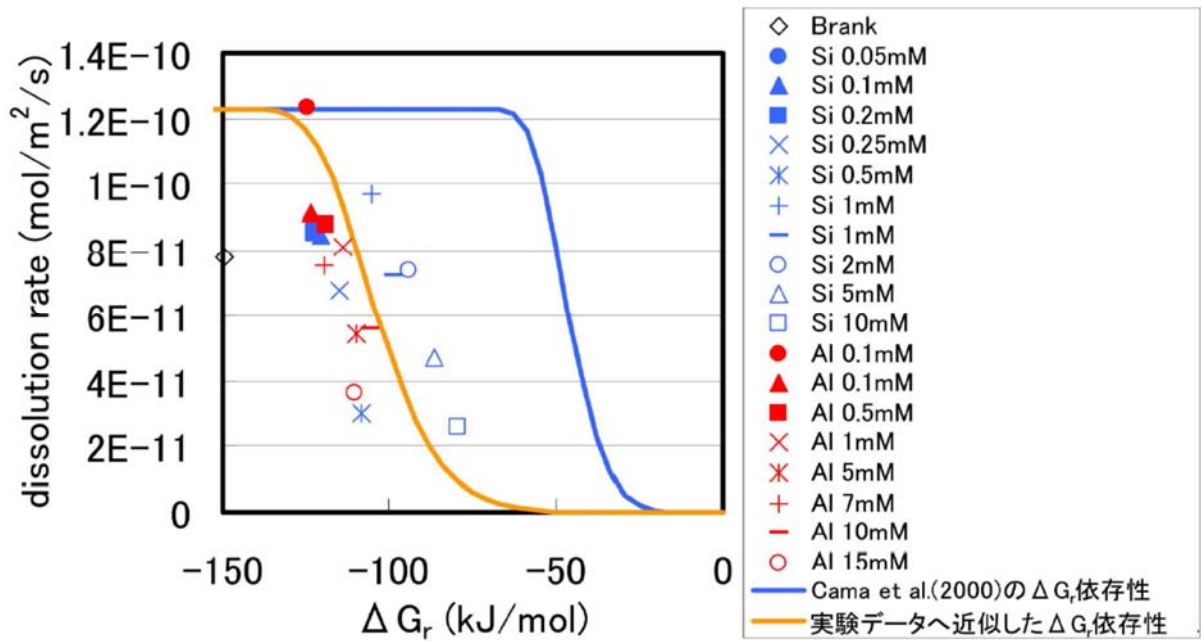 dissolution rate (mol/m²/s)
1.4E-10
1.2E-10
1E-10
8E-11
6E-11
4E-11
2E-11
0
-150
-100
-50
0
ΔGr (kJ/mol)
Brank
Si 0.05mM
Si 0.1mM
Si 0.2mM
Si 0.25mM
Si 0.5mM
Si 1mM
Si 1mM
Si 2mM
Si 5mM
Si 10mM
Al 0.1mM
Al 0.1mM
Al 0.5mM
Al 1mM
Al 5mM
Al 7mM
Al 10mM
Al 15mM
Cama et al.(2000)のΔGr依存性
実験データへ近似したΔGr依存性